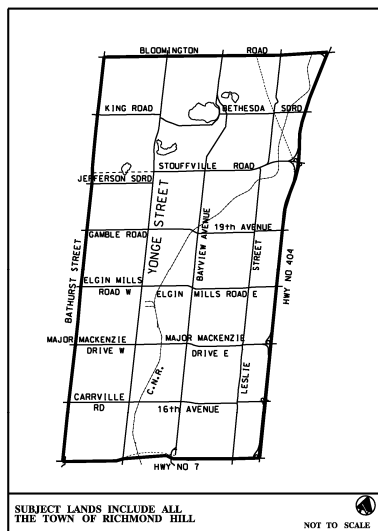 BLOOMINGTON ROAD
KING ROAD
BETHESDA SDRD
STOUFFVILLE ROAD
JEFFERSON SDRD
YONGE STREET
BAYVIEW AVENUE
19th AVENUE
GAMBLE ROAD
STREET
LESLIE
HWY NO 404
BATHURST STREET
ELGIN MILLS
ROAD W
ELGIN MILLS ROAD E
MAJOR MACKENZIE
DRIVE W
MAJOR MACKENZIE
DRIVE E
C.N.R.
CARRVILLE
RD
16th AVENUE
HWY NO 7
SUBJECT LANDS INCLUDE ALL
THE TOWN OF RICHMOND HILL
NOT TO SCALE